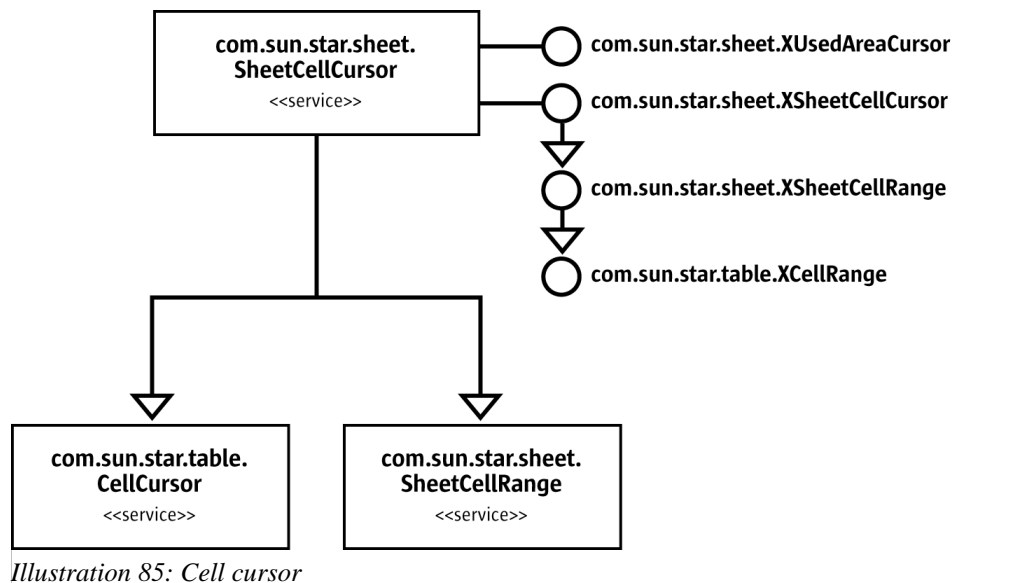 com.sun.star.sheet.
SheetCellCursor
<<service>>
com.sun.star.sheet.XUsedAreaCursor
com.sun.star.sheet.XSheetCellCursor
com.sun.star.sheet.XSheetCellRange
com.sun.star.table.XCellRange
com.sun.star.table.
CellCursor
<<service>>
com.sun.star.sheet.
SheetCellRange
<<service>>
Illustration 85: Cell cursor